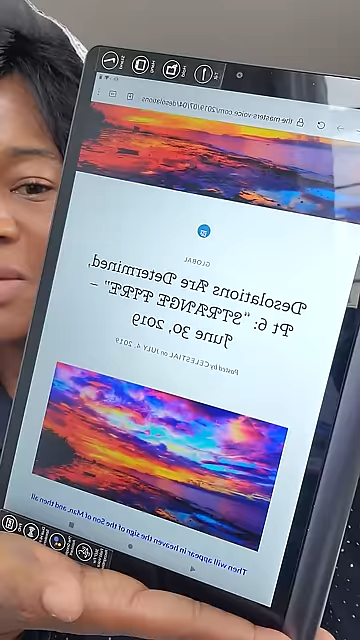 the-masters-voice.com/2019/07/04/desolations
GLOBAL
Desolations Are Determined,
Pt 6: "STRANGE FIRE" –
June 30, 2019
Posted by CELESTIAL on JULY 4, 2019
Then will appear in heaven the sign of the Son of Man, and then all